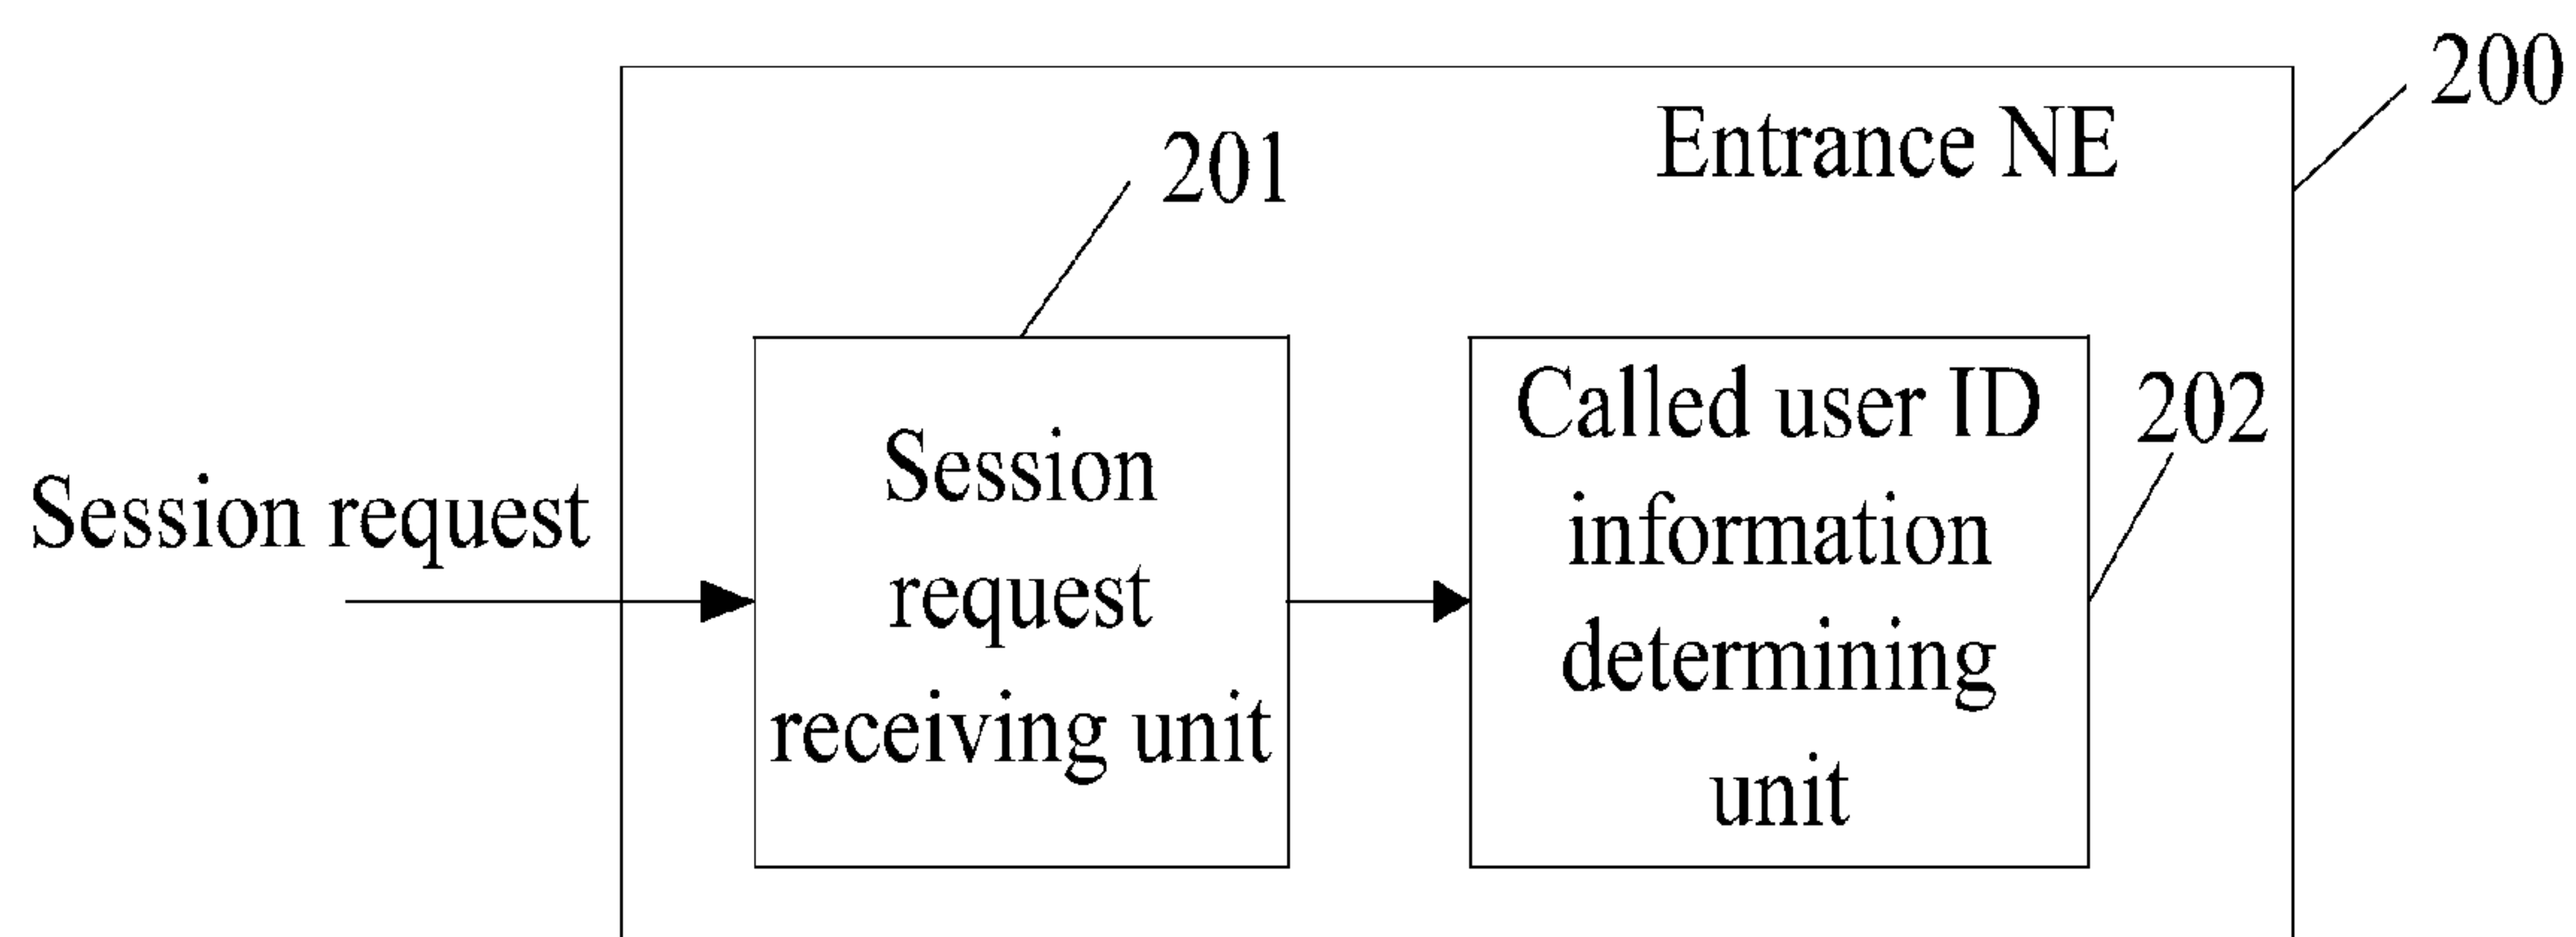 200
Entrance NE
201
Session request
Session
request
receiving unit
Called user ID
information
determining
unit
202